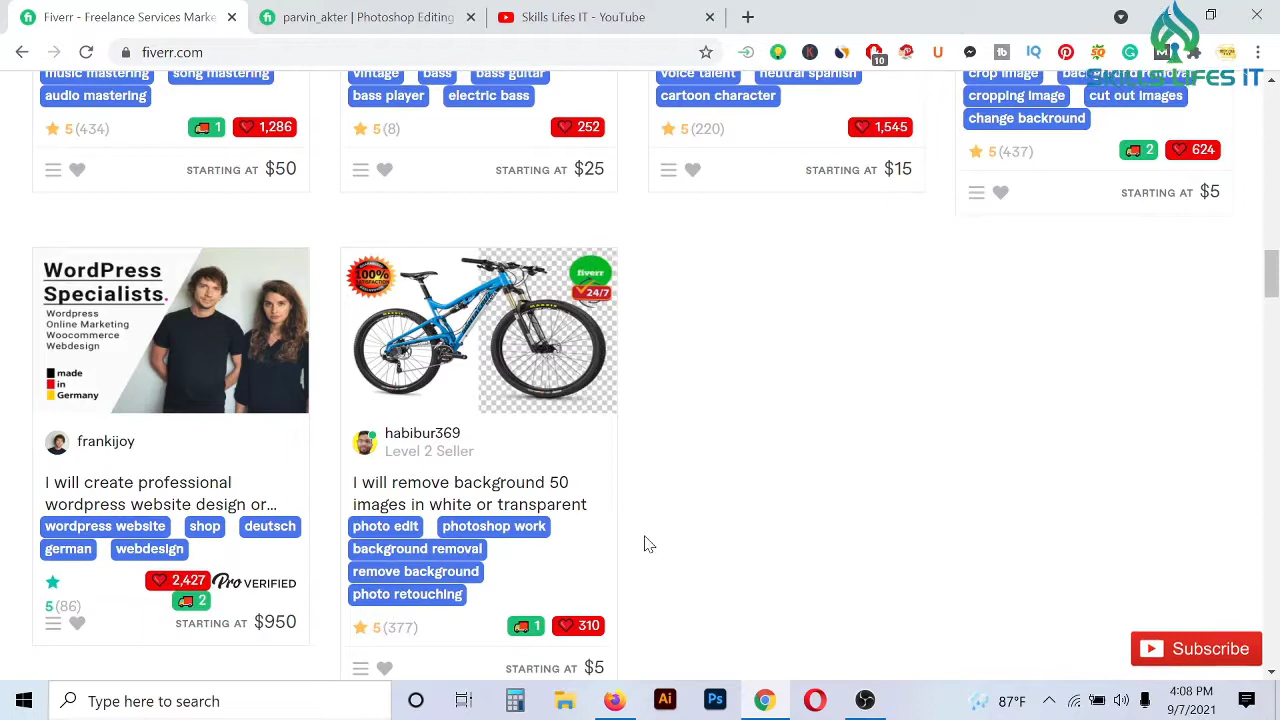 Fiverr Services
parvin_akter | Photoshop Editing
Skills Lifes iT - YouTube
fiverr.com
10
SKILLS LIFES iT
music mastering song mastering
audio mastering
5 (434) 1 1,286
STARTING AT $50
vintage bass bass guitar
bass player electric bass
5 (8) 252
STARTING AT $25
voice talent neutral spanish
cartoon character
5 (220) 1,545
STARTING AT $15
crop image
cropping image cut out images
change backround
5 (437) 2 624
STARTING AT $5
WordPress
Specialists.
Wordpress
Online Marketing
Woocommerce
Webdesign
made
in
Germany
frankijoy
I will create professional
wordpress website design or...
wordpress website shop deutsch
german webdesign
2,427 Pro VERIFIED
2
5 (86)
STARTING AT $950
100%
SATISFACTION
fiverr
24/7
habibur369
Level 2 Seller
I will remove background 50
images in white or transparent
photo edit photoshop work
background removal
remove background
photo retouching
5 (377) 1 310
STARTING AT $5
Subscribe
Type here to search
Ai
Ps
87°F
4:08 PM
9/7/2021